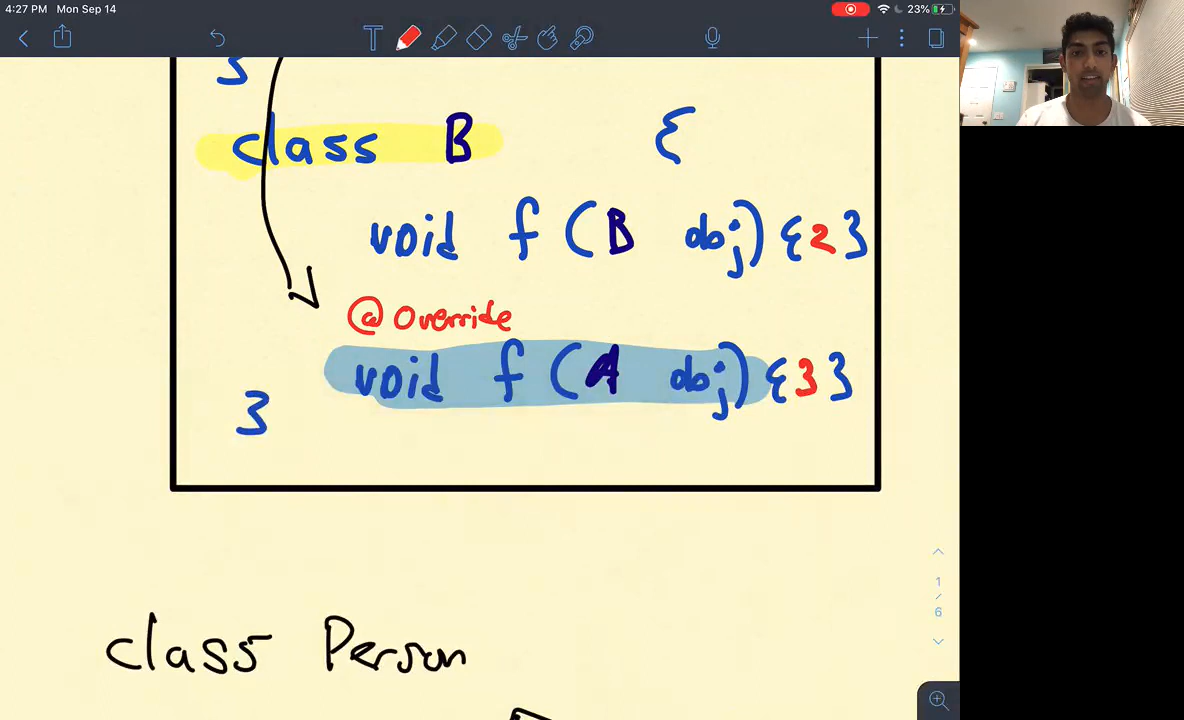 4:27 PM Mon Sep 14 23%
T
}
class B {
void f (B obj) {2}
@Override
void f (A obj) {3}
}
1
/
6
class Person